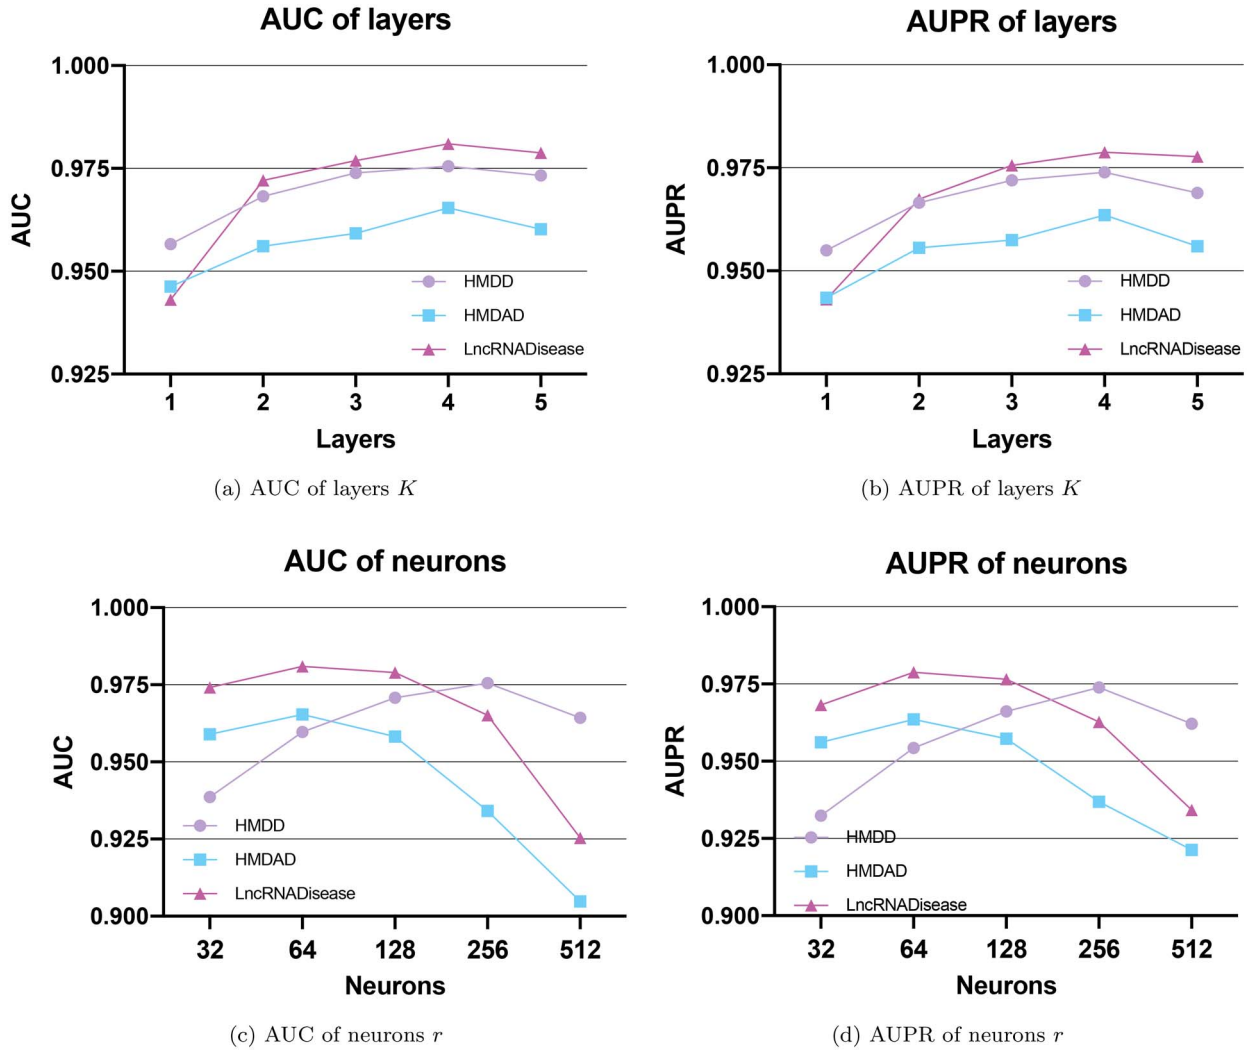 AUC of layers
1.000
0.975
0.950
0.925
AUC
HMDD
HMDAD
LncRNADisease
1 2 3 4 5
Layers
(a) AUC of layers K
AUPR of layers
1.000
0.975
0.950
0.925
AUPR
HMDD
HMDAD
LncRNADisease
1 2 3 4 5
Layers
(b) AUPR of layers K
AUC of neurons
1.000
0.975
0.950
0.925
0.900
AUC
HMDD
HMDAD
LncRNADisease
32 64 128 256 512
Neurons
(c) AUC of neurons r
AUPR of neurons
1.000
0.975
0.950
0.925
0.900
AUPR
HMDD
HMDAD
LncRNADisease
32 64 128 256 512
Neurons
(d) AUPR of neurons r